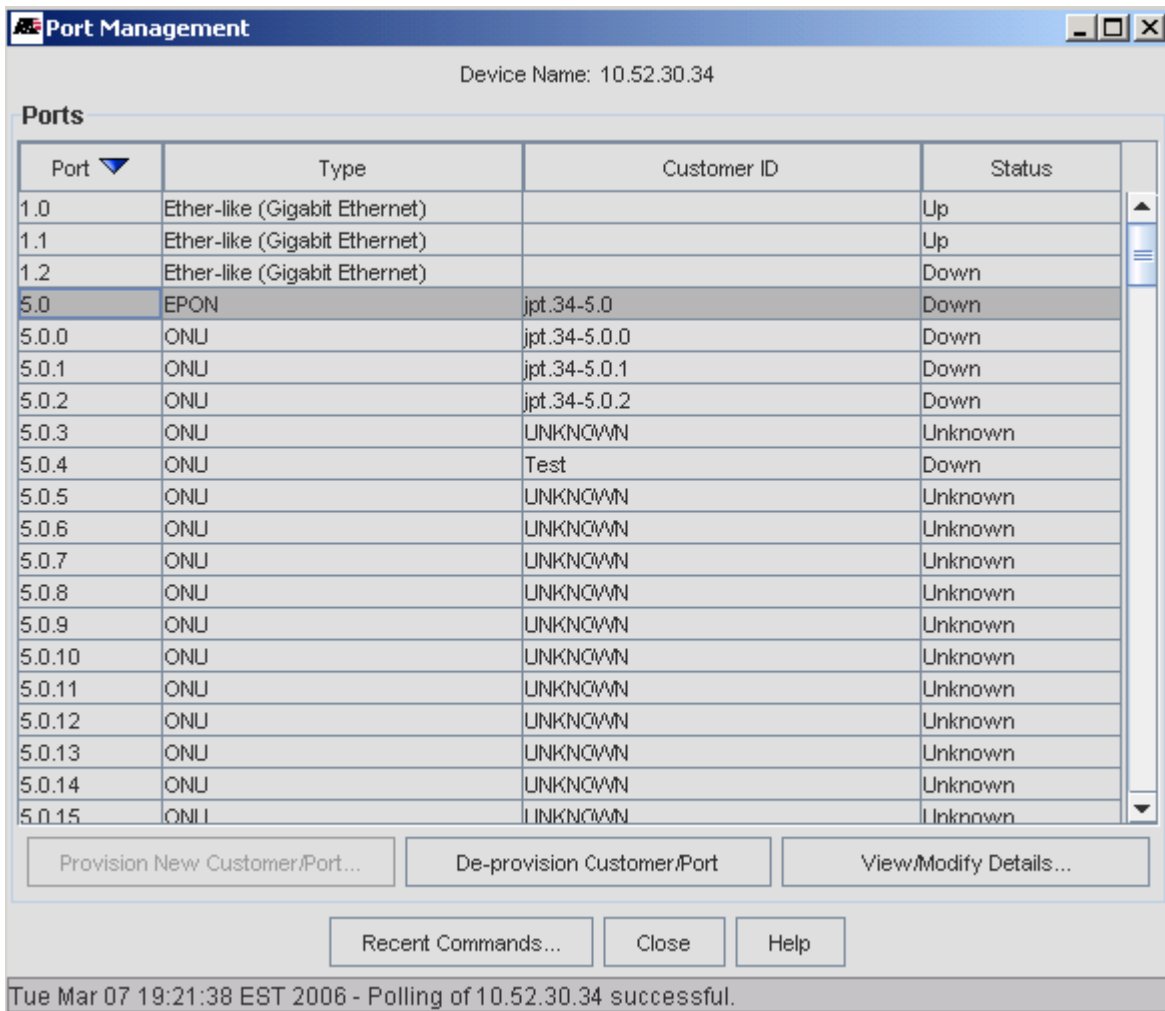 Port Management
Device Name: 10.52.30.34
Ports
Port Type Customer ID Status
1.0 Ether-like (Gigabit Ethernet) Up
1.1 Ether-like (Gigabit Ethernet) Up
1.2 Ether-like (Gigabit Ethernet) Down
5.0 EPON jpt.34-5.0 Down
5.0.0 ONU jpt.34-5.0.0 Down
5.0.1 ONU jpt.34-5.0.1 Down
5.0.2 ONU jpt.34-5.0.2 Down
5.0.3 ONU UNKNOWN Unknown
5.0.4 ONU Test Down
5.0.5 ONU UNKNOWN Unknown
5.0.6 ONU UNKNOWN Unknown
5.0.7 ONU UNKNOWN Unknown
5.0.8 ONU UNKNOWN Unknown
5.0.9 ONU UNKNOWN Unknown
5.0.10 ONU UNKNOWN Unknown
5.0.11 ONU UNKNOWN Unknown
5.0.12 ONU UNKNOWN Unknown
5.0.13 ONU UNKNOWN Unknown
5.0.14 ONU UNKNOWN Unknown
5.0.15 ONU UNKNOWN Unknown
Provision New Customer/Port... De-provision Customer/Port View/Modify Details...
Recent Commands... Close Help
Tue Mar 07 19:21:38 EST 2006 - Polling of 10.52.30.34 successful.